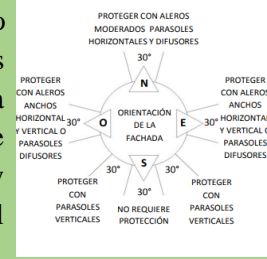 PROTEGER CON ALEROS
MODERADOS PARASOLES
HORIZONTALES Y DIFUSORES
30°
N
PROTEGER
CON ALEROS
ANCHOS
HORIZONTAL
Y VERTICAL O
PARASOLES
DIFUSORES
30°
O
ORIENTACIÓN
DE LA
FACHADA
E
30°
PROTEGER
CON ALEROS
ANCHOS
HORIZONTAL
Y VERTICAL O
PARASOLES
DIFUSORES
S
30°
30°
30°
PROTEGER
CON
PARASOLES
VERTICALES
NO REQUIERE
PROTECCIÓN
PROTEGER
CON
PARASOLES
VERTICALES